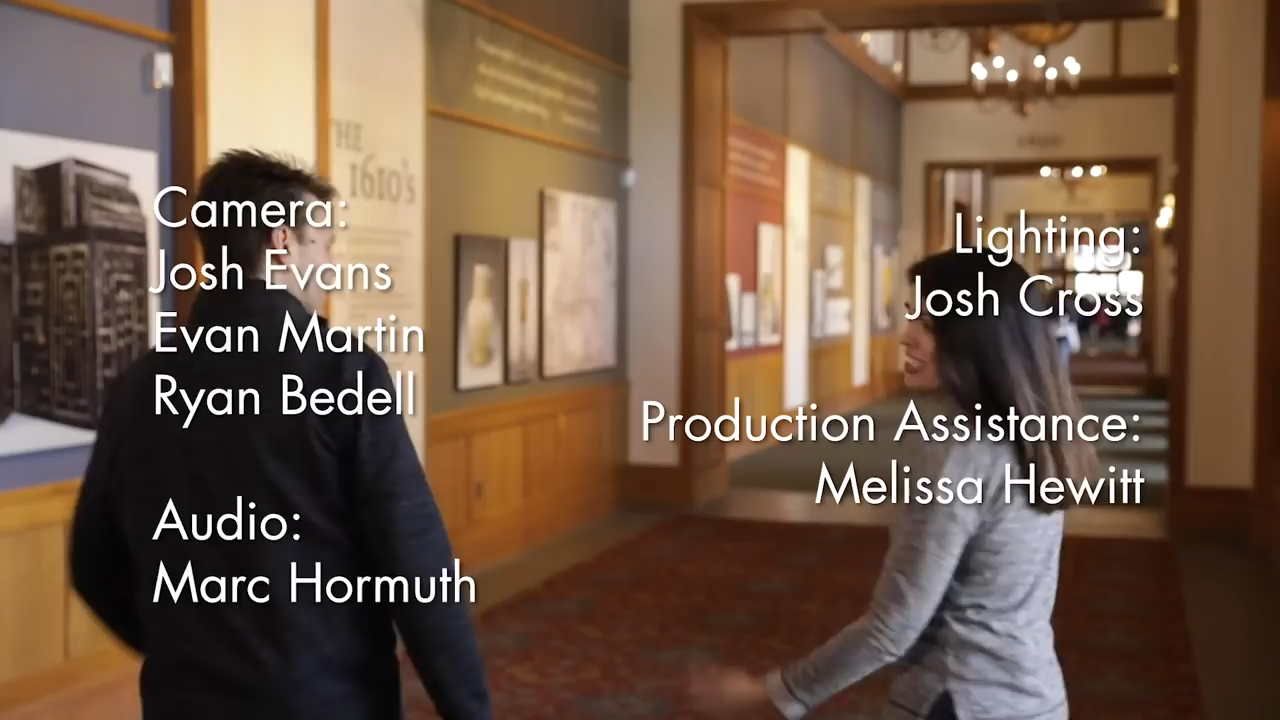 THE
1610's
Camera:
Josh Evans
Evan Martin
Ryan Bedell
Audio:
Marc Hormuth
Lighting:
Josh Cross
Production Assistance:
Melissa Hewitt